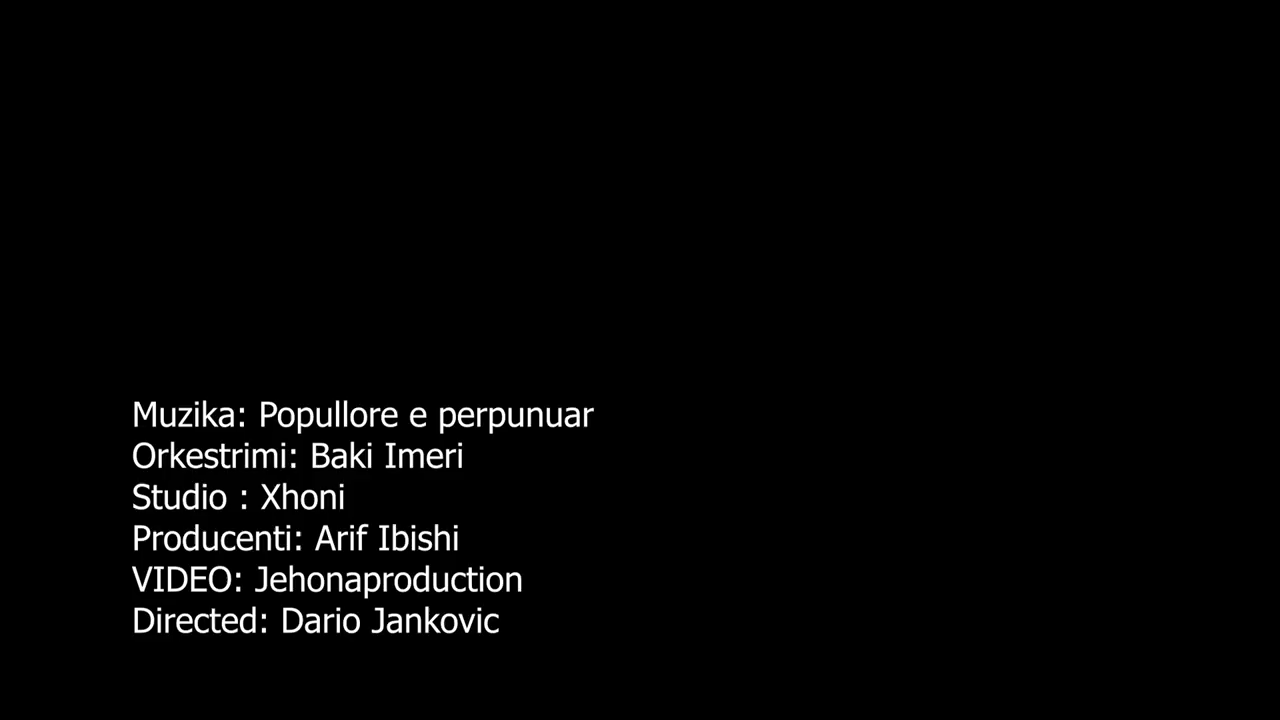 Muzika: Popullore e perpunuar
Orkestrimi: Baki Imeri
Studio : Xhoni
Producenti: Arif Ibishi
VIDEO: Jehonaproduction
Directed: Dario Jankovic